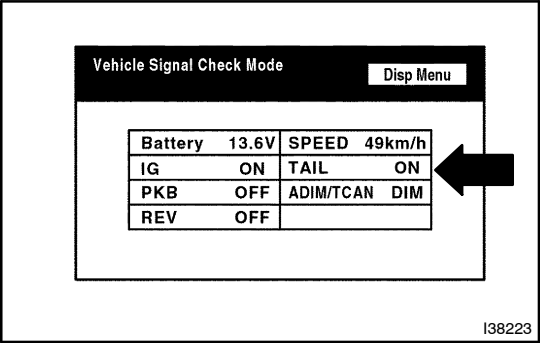 Vehicle Signal Check Mode
Disp Menu
Battery 13.6V SPEED 49km/h
IG ON TAIL ON
PKB OFF ADIM/TCAN DIM
REV OFF
I38223